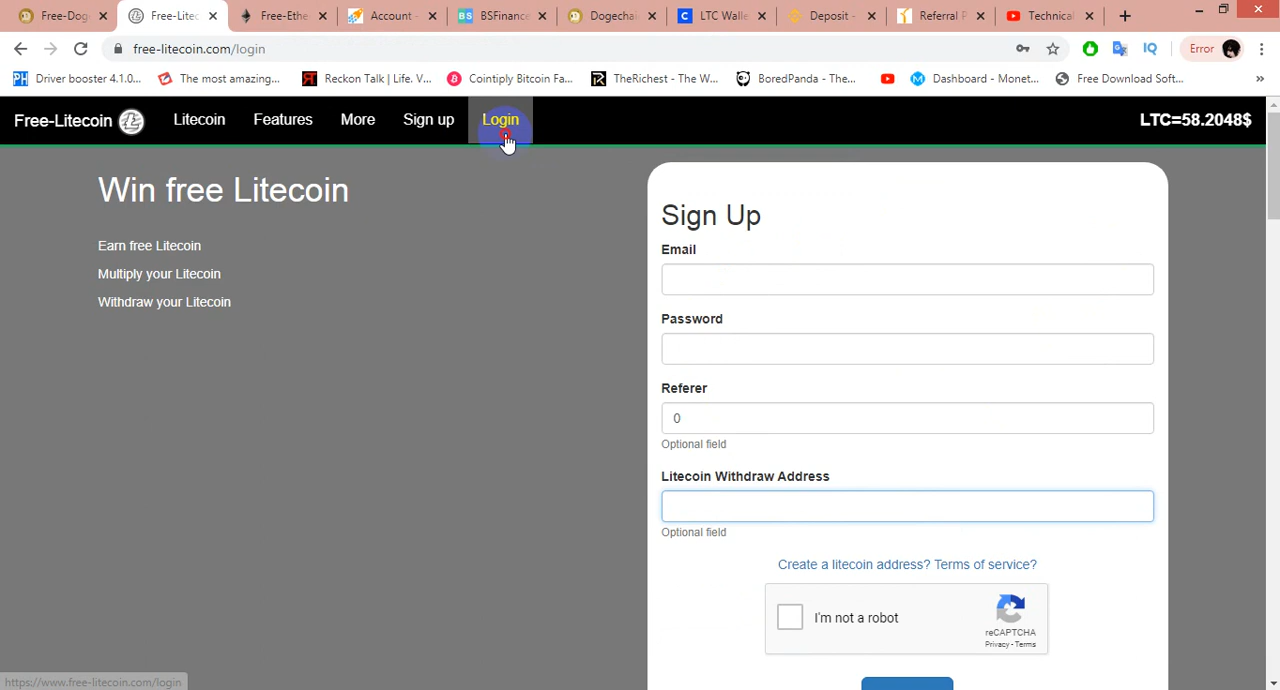 Free-Dog
Free-Litec
Free-Ethe
Account -
BS
BSFinance
Dogechai
LTC Walle
Deposit -
Referral P
Technical
free-litecoin.com/login
Error
Driver booster 4.1.0...
The most amazing...
Reckon Talk | Life. V...
Cointiply Bitcoin Fa...
TheRichest - The W...
BoredPanda - The...
Dashboard - Monet...
Free Download Soft...
»
Free-Litecoin
Litecoin
Features
More
Sign up
Login
LTC=58.2048$
Win free Litecoin
Earn free Litecoin
Multiply your Litecoin
Withdraw your Litecoin
Sign Up
Email
Password
Referer
0
Optional field
Litecoin Withdraw Address
Optional field
Create a litecoin address? Terms of service?
I'm not a robot
reCAPTCHA
Privacy - Terms
https://www.free-litecoin.com/login